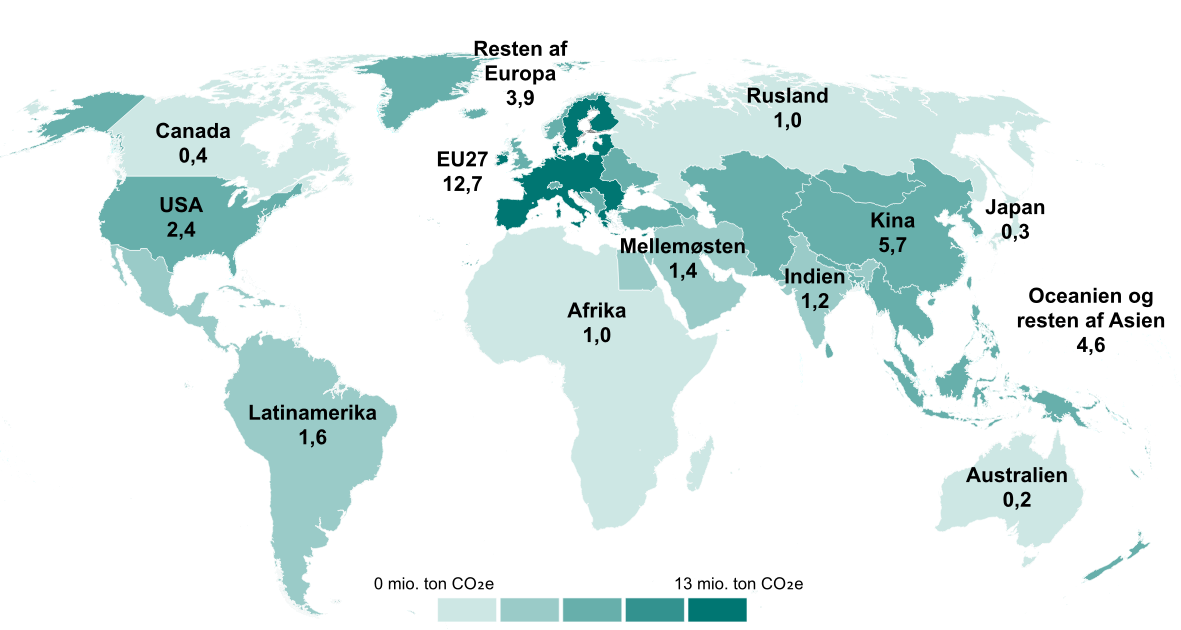 Resten af
Europa
3,9
Rusland
1,0
Canada
0,4
EU27
12,7
USA
2,4
Kina
5,7
Japan
0,3
Mellemøsten
1,4
Indien
1,2
Afrika
1,0
Oceanien og
resten af Asien
4,6
Latinamerika
1,6
Australien
0,2
0 mio. ton CO₂e
13 mio. ton CO₂e